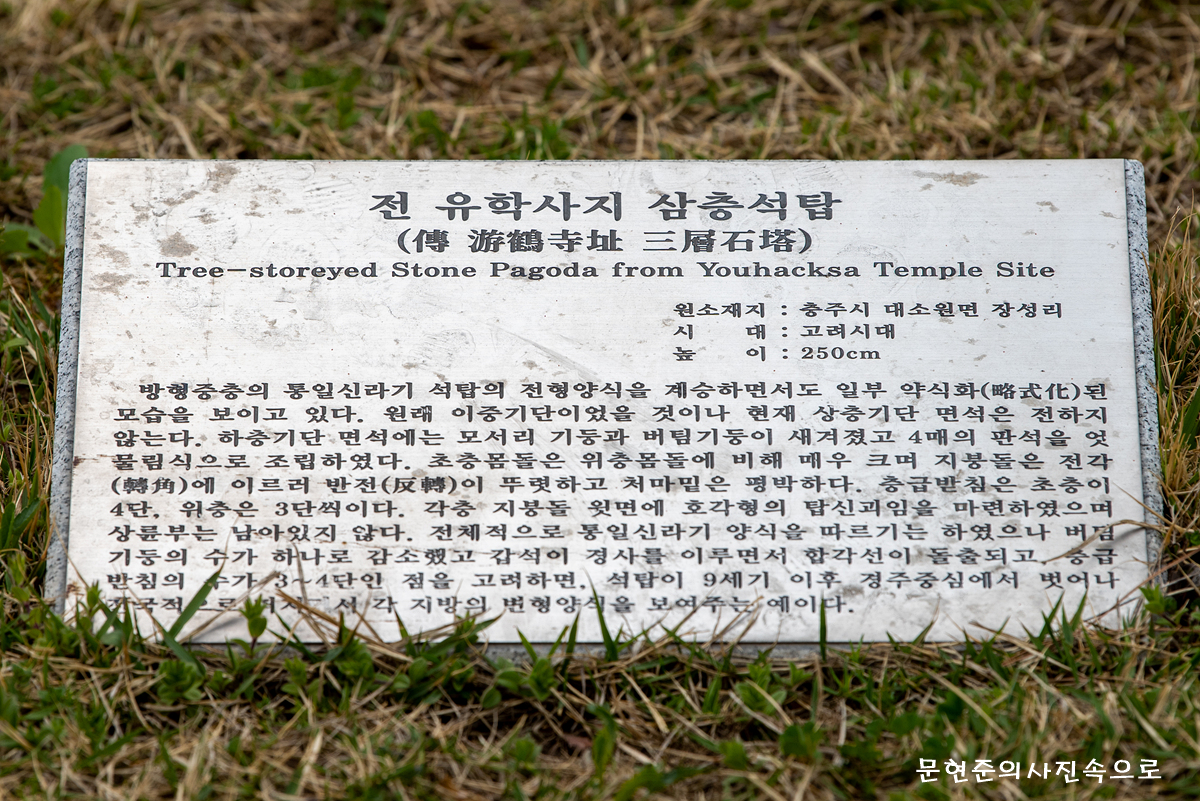 전 유학사지 삼층석탑
(傳 游鶴寺址 三層石塔)
Tree-storeyed Stone Pagoda from Youhacksa Temple Site
원소재지 : 충주시 대소원면 장성리
시 대 : 고려시대
높 이 : 250cm
방형중층의 통일신라기 석탑의 전형양식을 계승하면서도 일부 약식화(略式化)된
모습을 보이고 있다. 원래 이중기단이었을 것이나 현재 상층기단 면석은 전하지
않는다. 하층기단 면석에는 모서리 기둥과 버팀기둥이 새겨졌고 4매의 판석을 엇
물림식으로 조립하였다. 초층몸돌은 위층몸돌에 비해 매우 크며 지붕돌은 전각
(轉角)에 이르러 반전(反轉)이 뚜렷하고 처마밑은 평박하다. 층급받침은 초층이
4단, 위층은 3단씩이다. 각층 지붕돌 윗면에 호각형의 탑신괴임을 마련하였으며
상륜부는 남아있지 않다. 전체적으로 통일신라기 양식을 따르기는 하였으나 버팀
기둥의 수가 하나로 감소했고 갑석이 경사를 이루면서 합각선이 돌출되고, 층급
받침의 수가 3~4단인 점을 고려하면, 석탑이 9세기 이후 경주중심에서 벗어나
전국적으로 서 각 지방의 변형양식을 보여주는 예이다.
문현준의사진속으로